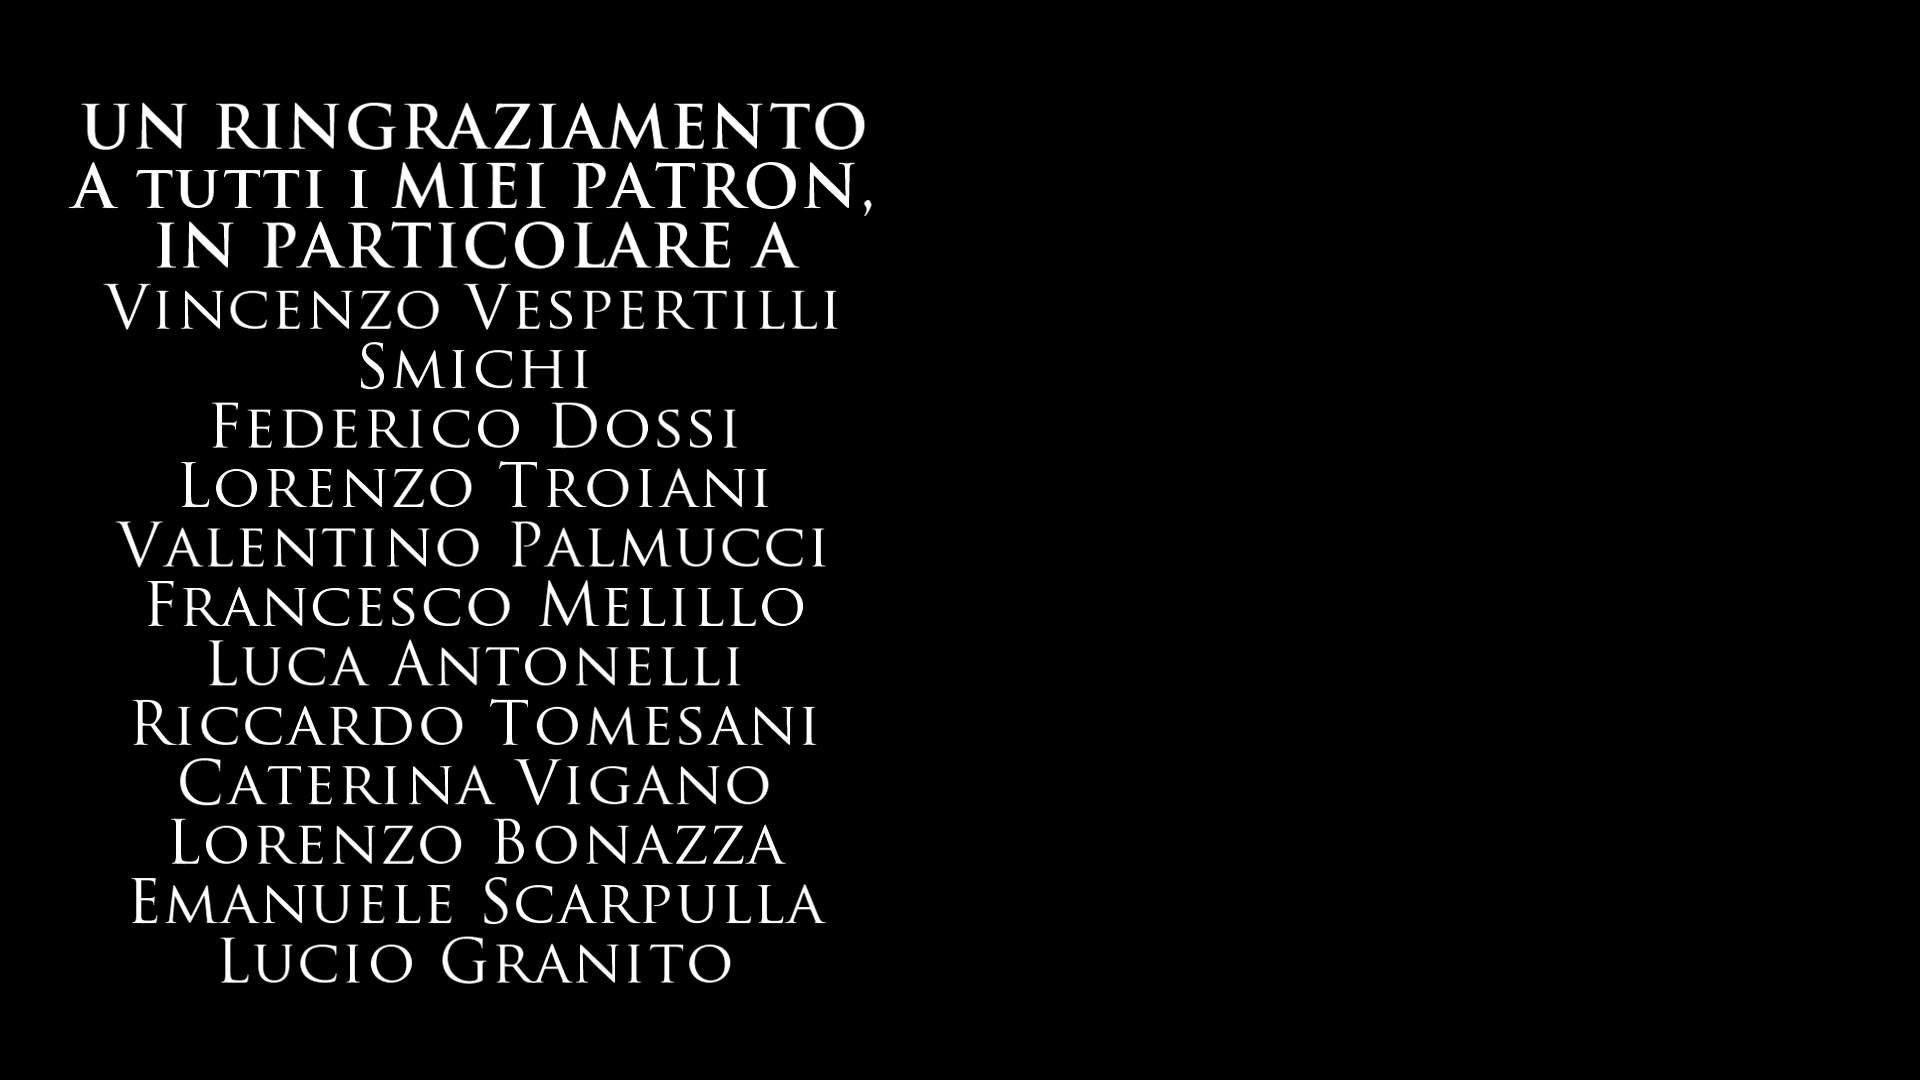 UN RINGRAZIAMENTO
A TUTTI I MIEI PATRON,
IN PARTICOLARE A
Vincenzo Vespertilli
Smichi
Federico Dossi
Lorenzo Troiani
Valentino Palmucci
Francesco Melillo
Luca Antonelli
Riccardo Tomesani
Caterina Vigano
Lorenzo Bonazza
Emanuele Scarpulla
Lucio Granito